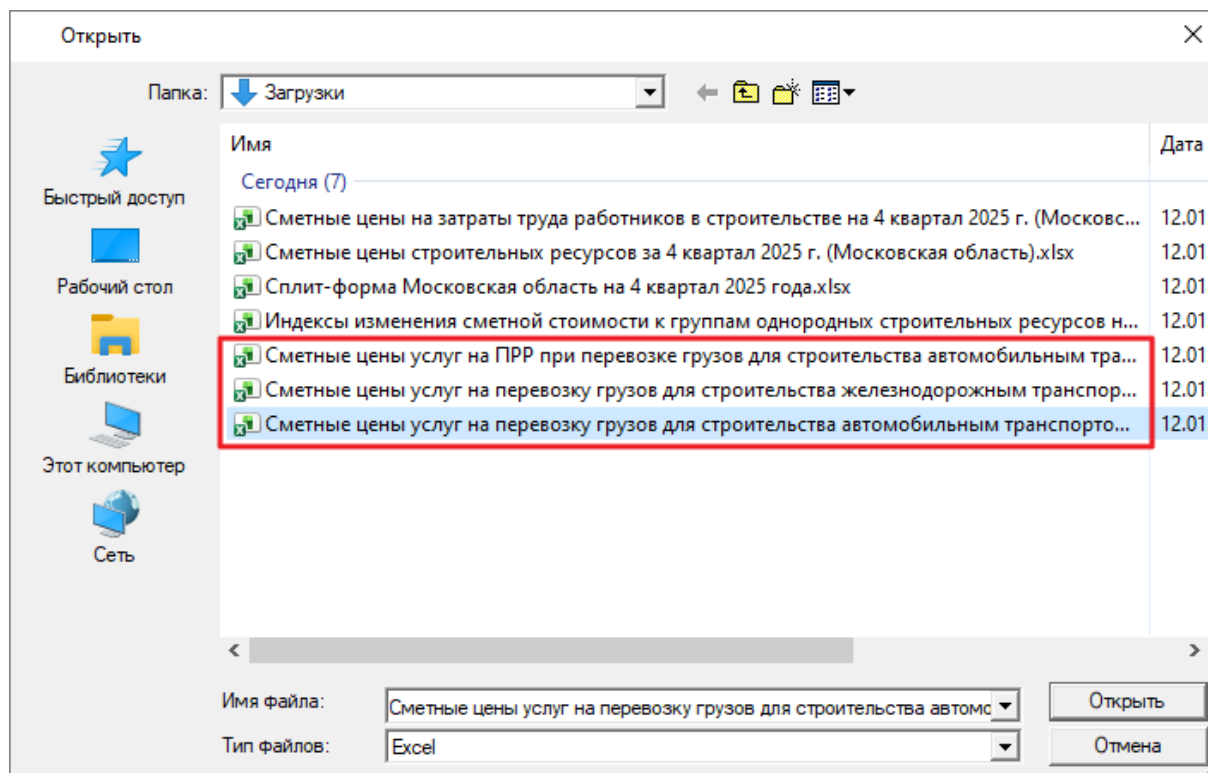 Открыть
Папка: Загрузки
Имя Дата
Сегодня (7)
Сметные цены на затраты труда работников в строительстве на 4 квартал 2025 г. (Московс... 12.01
Сметные цены строительных ресурсов за 4 квартал 2025 г. (Московская область).xlsx 12.01
Сплит-форма Московская область на 4 квартал 2025 года.xlsx 12.01
Индексы изменения сметной стоимости к группам однородных строительных ресурсов н... 12.01
Сметные цены услуг на ПРР при перевозке грузов для строительства автомобильным тра... 12.01
Сметные цены услуг на перевозку грузов для строительства железнодорожным транспор... 12.01
Сметные цены услуг на перевозку грузов для строительства автомобильным транспорто... 12.01
Быстрый доступ
Рабочий стол
Библиотеки
Этот компьютер
Сеть
Имя файла: Сметные цены услуг на перевозку грузов для строительства автомо Открыть
Тип файлов: Excel Отмена